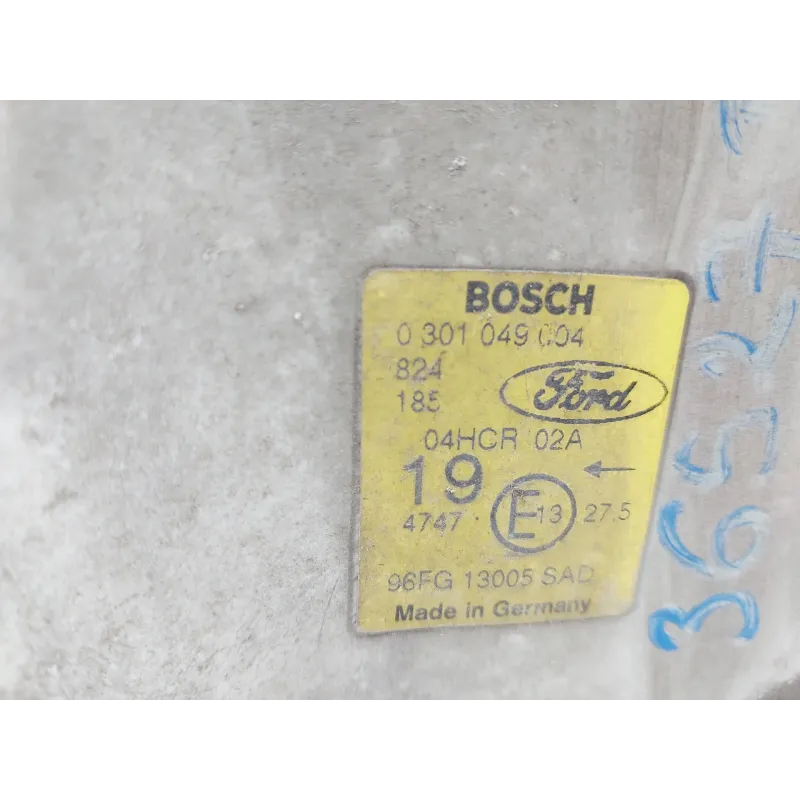 BOSCH
0 301 049 004
824
185
Ford
04HCR 02A
19 ←
4747 · E 13 27.5
96FG 13005 SAD
Made in Germany